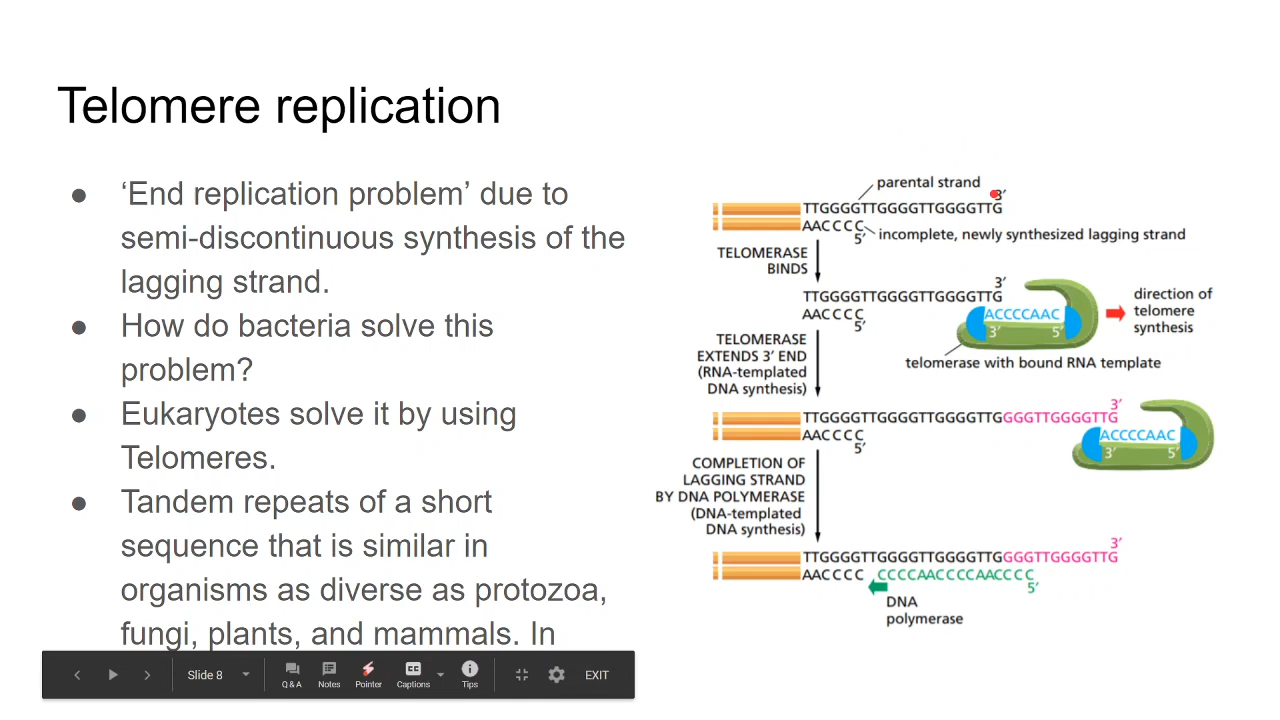 Telomere replication
● ‘End replication problem’ due to
semi-discontinuous synthesis of the
lagging strand.
● How do bacteria solve this
problem?
● Eukaryotes solve it by using
Telomeres.
● Tandem repeats of a short
sequence that is similar in
organisms as diverse as protozoa,
fungi, plants, and mammals. In
parental strand
3′
TTGGGGTTGGGGTTGGGGTTG
AACCCC
5′
incomplete, newly synthesized lagging strand
TELOMERASE
BINDS
3′
TTGGGGTTGGGGTTGGGGTTG
AACCCC
5′
ACCCCAAC
3′ 5′
direction of
telomere
synthesis
telomerase with bound RNA template
TELOMERASE
EXTENDS 3′ END
(RNA-templated
DNA synthesis)
3′
TTGGGGTTGGGGTTGGGGTTGGGGTTGGGGTTG
AACCCC
5′
ACCCCAAC
3′ 5′
COMPLETION OF
LAGGING STRAND
BY DNA POLYMERASE
(DNA-templated
DNA synthesis)
3′
TTGGGGTTGGGGTTGGGGTTGGGGTTGGGGTTG
AACCCC CCCCAACCCCAACCCC
5′
DNA
polymerase
Slide 8
Q & A
Notes
Pointer
CC
Captions
Tips
EXIT